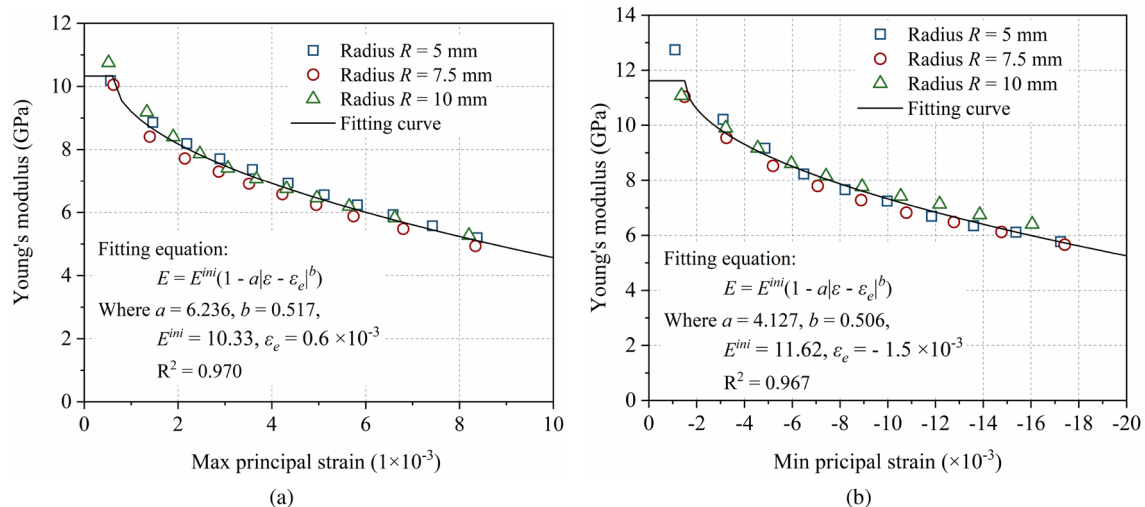 (a)
12
10
8
6
4
2
0
Young's modulus (GPa)
Radius R = 5 mm
Radius R = 7.5 mm
Radius R = 10 mm
Fitting curve
Fitting equation:
E = E^ini(1 - a|ε - ε_e|^b)
Where a = 6.236, b = 0.517,
E^ini = 10.33, ε_e = 0.6 ×10^-3
R² = 0.970
0 2 4 6 8 10
Max principal strain (1×10^-3)
(a)
(b)
14
12
10
8
6
4
2
0
Young's modulus (GPa)
Radius R = 5 mm
Radius R = 7.5 mm
Radius R = 10 mm
Fitting curve
Fitting equation:
E = E^ini(1 - a|ε - ε_e|^b)
Where a = 4.127, b = 0.506,
E^ini = 11.62, ε_e = - 1.5 ×10^-3
R² = 0.967
0 -2 -4 -6 -8 -10 -12 -14 -16 -18 -20
Min pricipal strain (×10^-3)
(b)